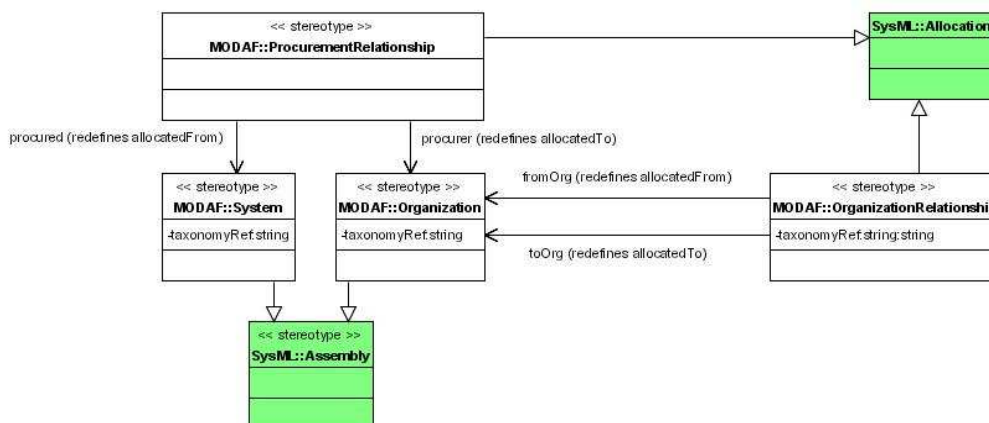 << stereotype >>
MODAF::ProcurementRelationship
SysML::Allocation
procured (redefines allocatedFrom)
procurer (redefines allocatedTo)
<< stereotype >>
MODAF::System
-taxonomyRef:string
<< stereotype >>
MODAF::Organization
-taxonomyRef:string
fromOrg (redefines allocatedFrom)
toOrg (redefines allocatedTo)
<< stereotype >>
MODAF::OrganizationRelationship
-taxonomyRef:string:string
<< stereotype >>
SysML::Assembly